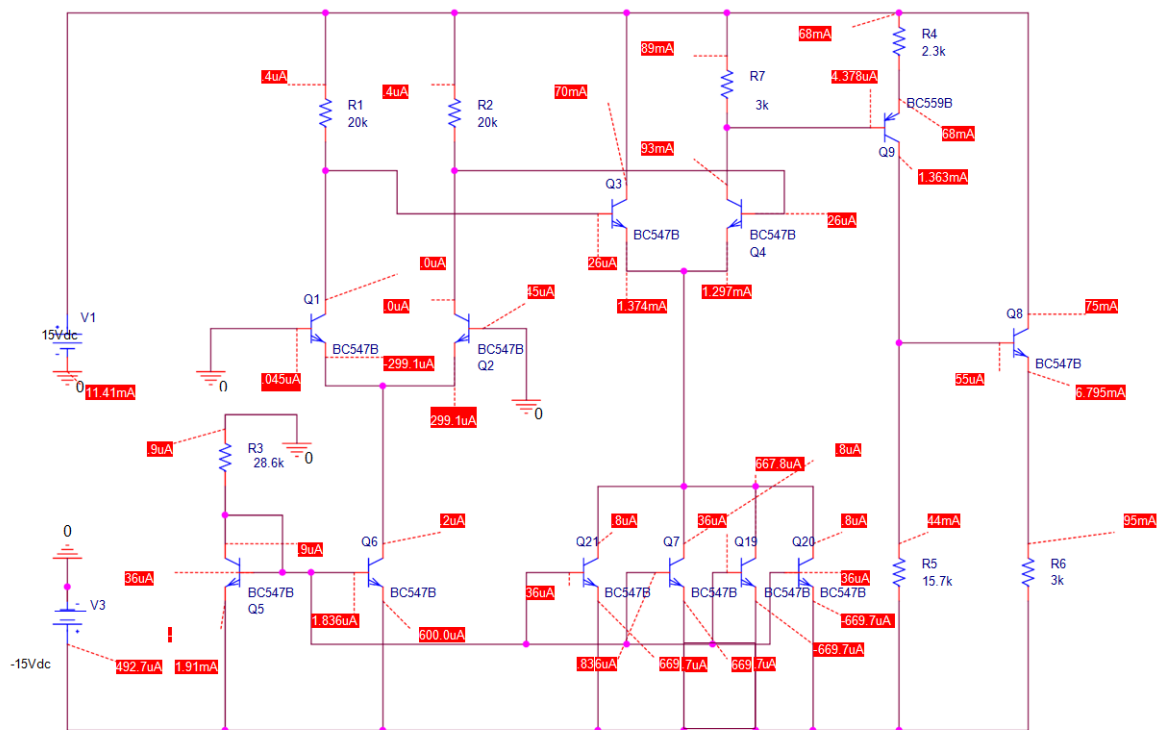 68mA
R4
2.3k
89mA
.4uA
.4uA
R7
3k
4.378uA
BC559B
70mA
R1
20k
R2
20k
68mA
Q9
93mA
1.363mA
Q3
BC547B
BC547B
Q4
26uA
26uA
.0uA
1.374mA
1.297mA
Q1
.0uA
45uA
Q8
75mA
V1
15Vdc
BC547B
BC547B
Q2
-299.1uA
BC547B
.045uA
55uA
6.795mA
0
11.41mA
0
299.1uA
0
.9uA
R3
28.6k
0
.8uA
667.8uA
0
Q6
.2uA
Q21
.8uA
Q7
36uA
Q19
Q20
.8uA
44mA
95mA
.9uA
36uA
BC547B
Q5
BC547B
BC547B
BC547B
BC547B
BC547B
36uA
36uA
R5
15.7k
R6
3k
V3
1.836uA
600.0uA
-669.7uA
-669.7uA
-15Vdc
492.7uA
1.91mA
.836uA
669.7uA
669.7uA